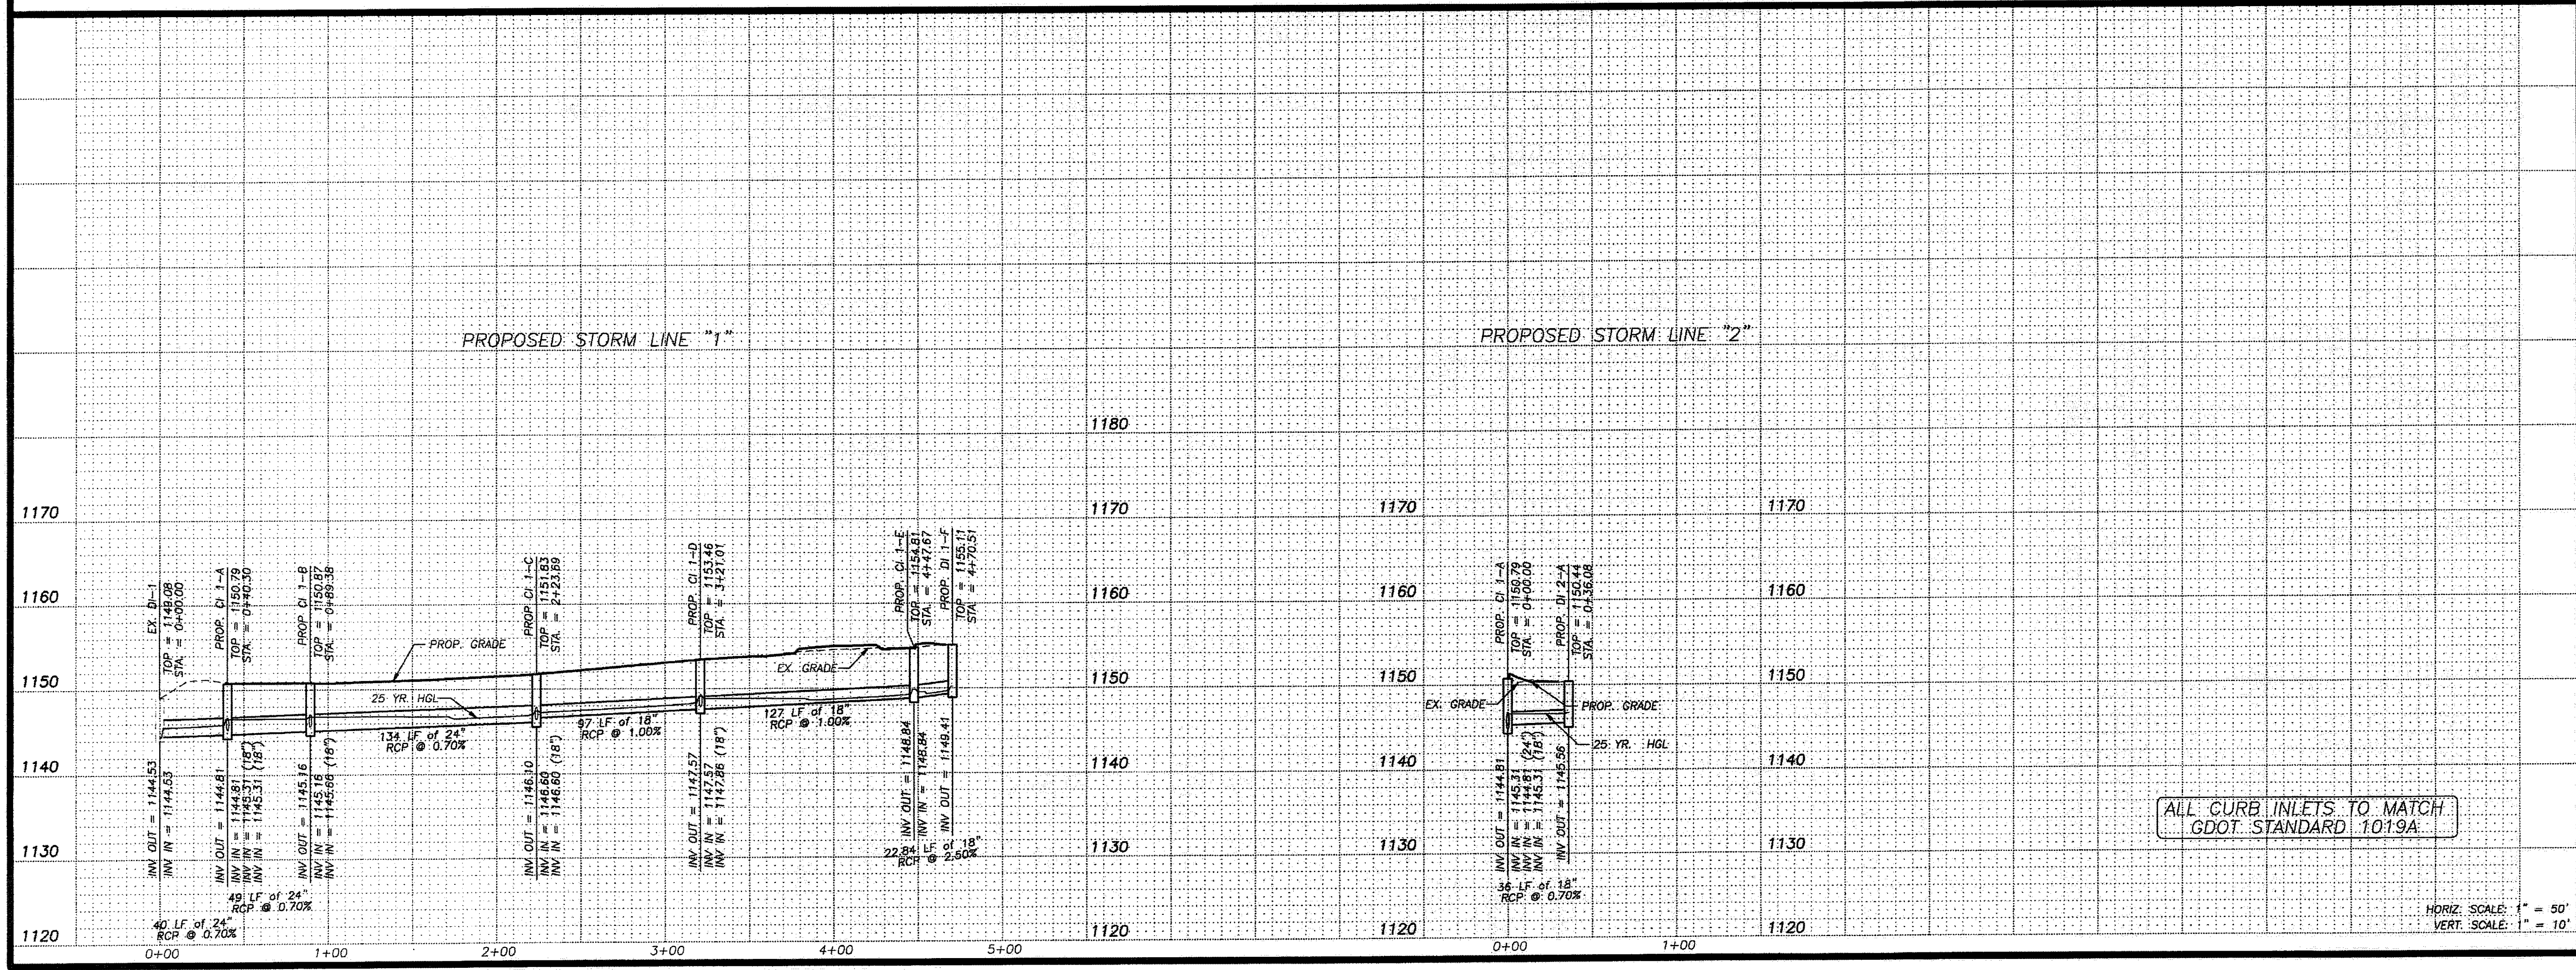 PROPOSED STORM LINE "1"
1180
1170
1160
1150
1140
1130
1120
1170
1160
1150
1140
1130
1120
EX. DI-1
TOP = 1149.08
STA. = 0+00.00
PROP. CI 1-A
TOP = 1150.79
STA. = 0+40.30
PROP. CI 1-B
TOP = 1150.87
STA. = 0+89.38
PROP. CI 1-C
TOP = 1151.83
STA. = 2+23.69
PROP. CI 1-D
TOP = 1153.46
STA. = 3+21.01
PROP. CI 1-E
TOP = 1154.81
STA. = 4+47.67
PROP. DI 1-F
TOP = 1155.11
STA. = 4+70.51
PROP. GRADE
EX. GRADE
25 YR. HGL
134 LF of 24"
RCP @ 0.70%
97 LF of 18"
RCP @ 1.00%
127 LF of 18"
RCP @ 1.00%
INV OUT = 1144.53
INV IN = 1144.53
INV OUT = 1144.81
INV IN = 1144.81
INV IN = 1145.31 (18")
INV IN = 1145.31 (18")
INV OUT = 1145.16
INV IN = 1145.16
INV IN = 1145.66 (18")
INV OUT = 1146.10
INV IN = 1146.60
INV IN = 1146.60 (18")
INV OUT = 1147.57
INV IN = 1147.57
INV IN = 1147.86 (18")
INV OUT = 1148.84
INV IN = 1148.84
INV OUT = 1149.41
22.84 LF of 18"
RCP @ 2.50%
49 LF of 24"
RCP @ 0.70%
40 LF of 24"
RCP @ 0.70%
0+00
1+00
2+00
3+00
4+00
5+00
PROPOSED STORM LINE "2"
1170
1160
1150
1140
1130
1120
1170
1160
1150
1140
1130
1120
PROP. CI 1-A
TOP = 1150.79
STA. = 0+00.00
PROP. DI 2-A
TOP = 1150.44
STA. = 0+36.08
EX. GRADE
PROP. GRADE
25 YR. HGL
INV OUT = 1144.81
INV IN = 1145.31
INV IN = 1144.81 (24")
INV IN = 1145.31 (18")
INV OUT = 1145.56
36 LF of 18"
RCP @ 0.70%
0+00
1+00
ALL CURB INLETS TO MATCH
GDOT STANDARD 1019A
HORIZ. SCALE: 1" = 50'
VERT. SCALE: 1" = 10'